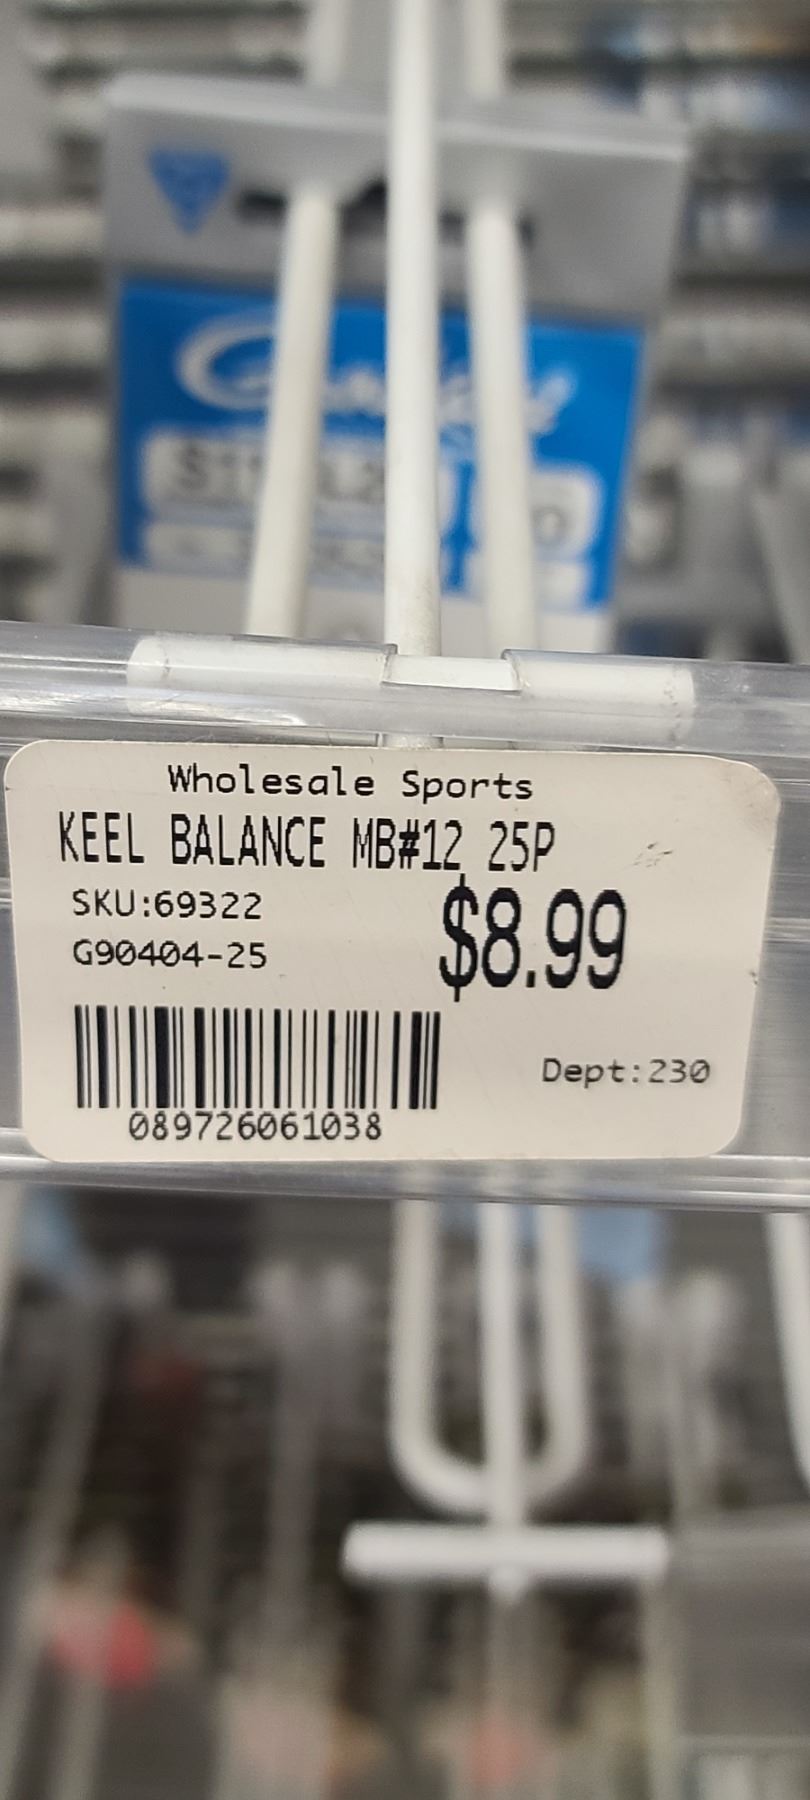 Wholesale Sports
KEEL BALANCE MB#12 25P
SKU:69322
$8.99
G90404-25
Dept:230
089726061038